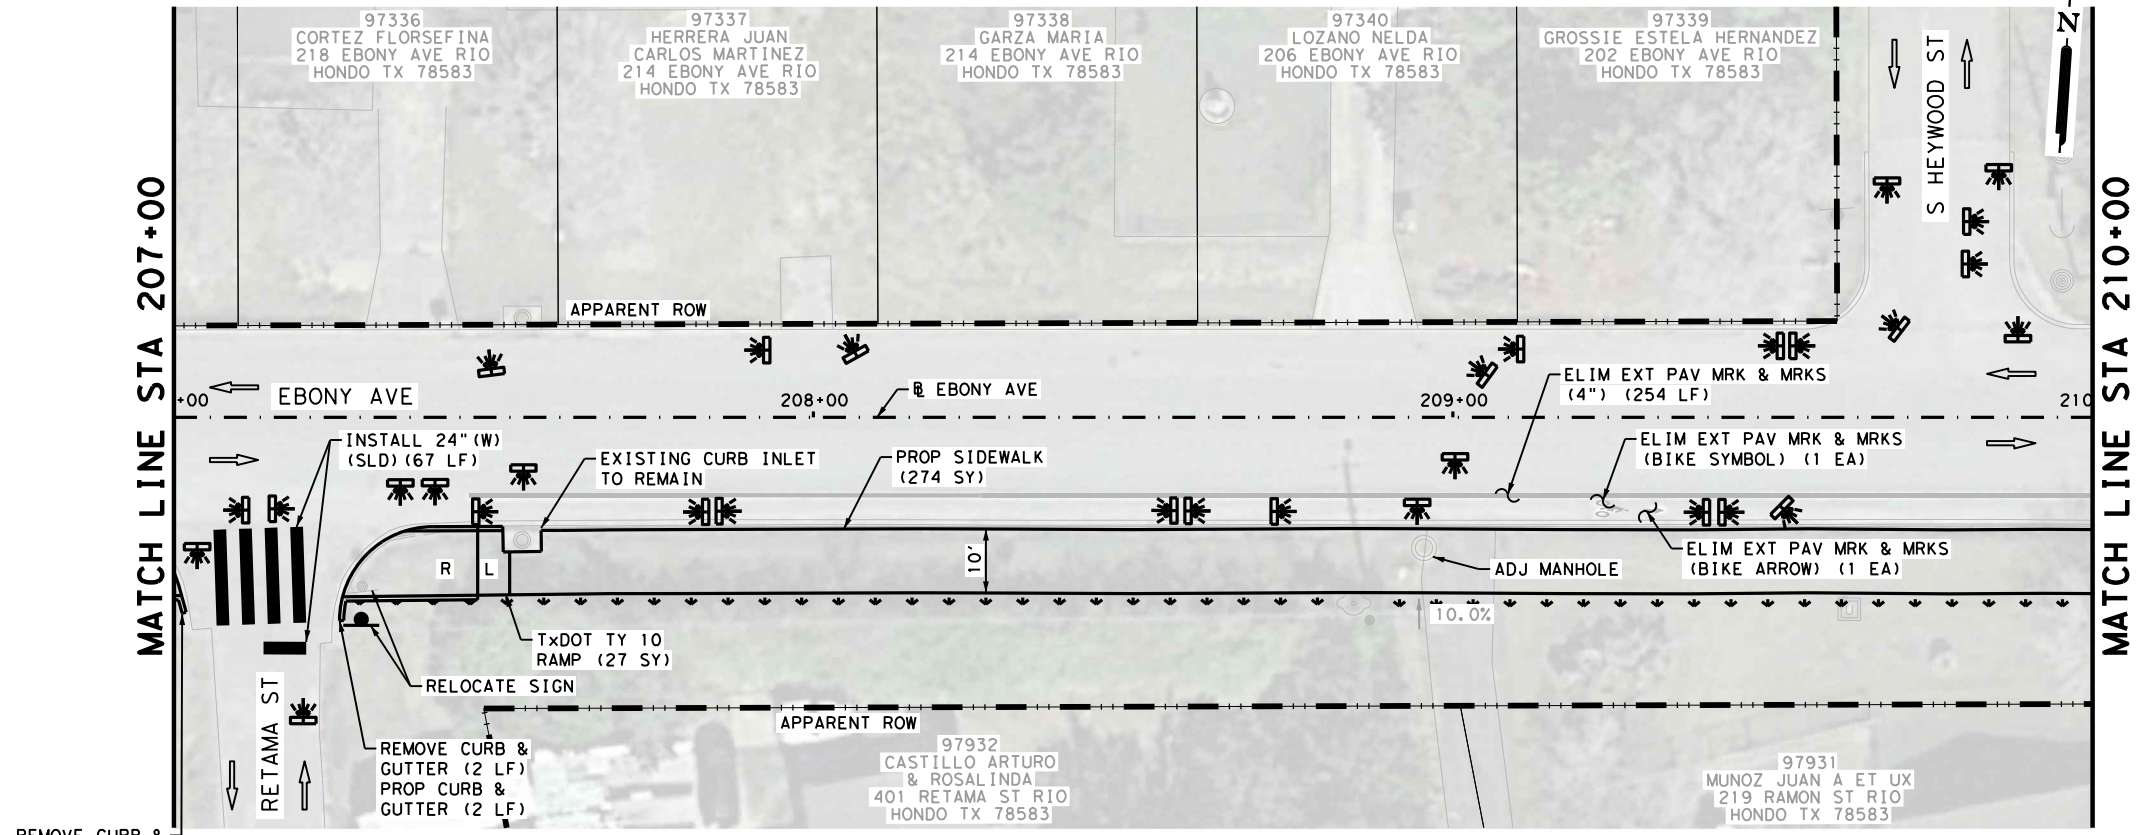 97336
CORTEZ FLORSEFINA
218 EBONY AVE RIO
HONDO TX 78583
97337
HERRERA JUAN
CARLOS MARTINEZ
214 EBONY AVE RIO
HONDO TX 78583
97338
GARZA MARIA
214 EBONY AVE RIO
HONDO TX 78583
97340
LOZANO NELDA
206 EBONY AVE RIO
HONDO TX 78583
97339
GROSSIE ESTELA HERNANDEZ
202 EBONY AVE RIO
HONDO TX 78583
S HEYWOOD ST
N
MATCH LINE STA 207+00
MATCH LINE STA 210+00
APPARENT ROW
EBONY AVE
+00
208+00
℄ EBONY AVE
209+00
210
ELIM EXT PAV MRK & MRKS
(4") (254 LF)
INSTALL 24"(W)
(SLD)(67 LF)
EXISTING CURB INLET
TO REMAIN
PROP SIDEWALK
(274 SY)
ELIM EXT PAV MRK & MRKS
(BIKE SYMBOL) (1 EA)
R
L
10'
ADJ MANHOLE
ELIM EXT PAV MRK & MRKS
(BIKE ARROW) (1 EA)
10.0%
TxDOT TY 10
RAMP (27 SY)
RELOCATE SIGN
RETAMA ST
APPARENT ROW
REMOVE CURB &
GUTTER (2 LF)
PROP CURB &
GUTTER (2 LF)
97932
CASTILLO ARTURO
& ROSALINDA
401 RETAMA ST RIO
HONDO TX 78583
97931
MUNOZ JUAN A ET UX
219 RAMON ST RIO
HONDO TX 78583
REMOVE CURB &